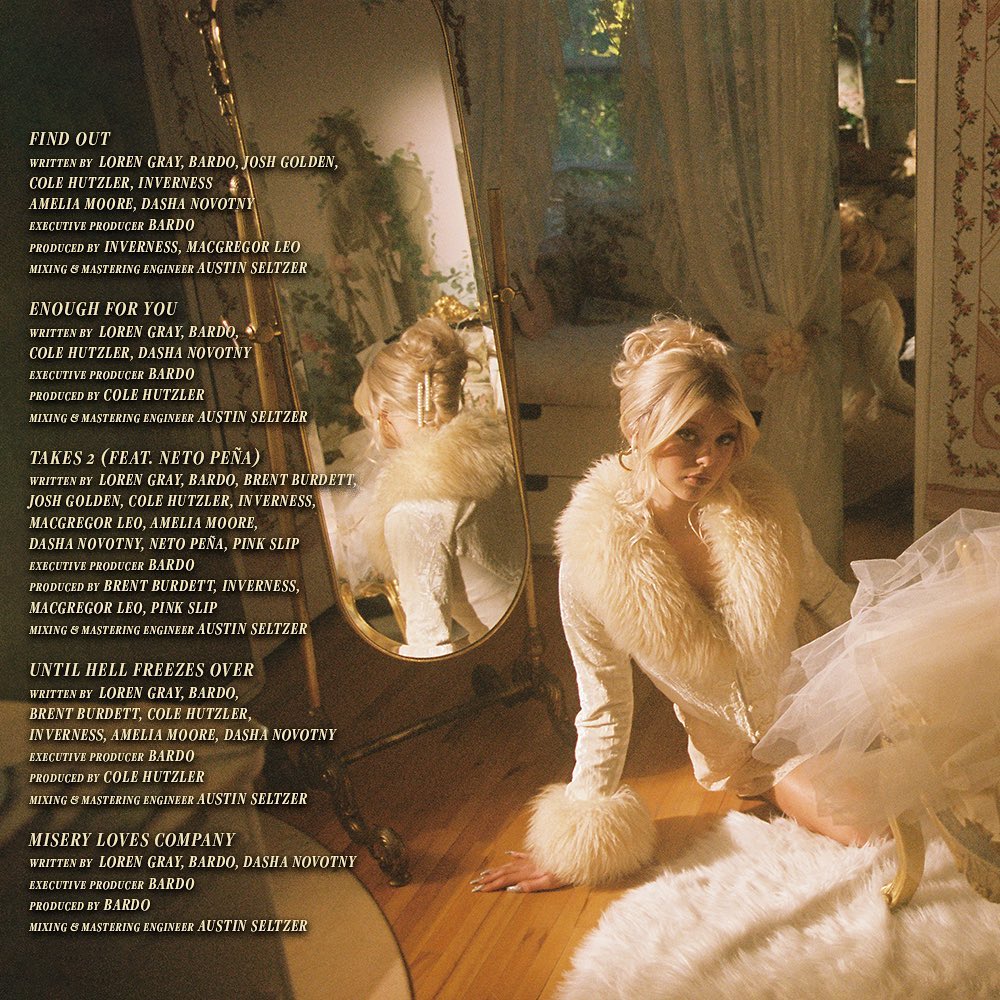 FIND OUT
WRITTEN BY LOREN GRAY, BARDO, JOSH GOLDEN,
COLE HUTZLER, INVERNESS
AMELIA MOORE, DASHA NOVOTNY
EXECUTIVE PRODUCER BARDO
PRODUCED BY INVERNESS, MACGREGOR LEO
MIXING & MASTERING ENGINEER AUSTIN SELTZER
ENOUGH FOR YOU
WRITTEN BY LOREN GRAY, BARDO,
COLE HUTZLER, DASHA NOVOTNY
EXECUTIVE PRODUCER BARDO
PRODUCED BY COLE HUTZLER
MIXING & MASTERING ENGINEER AUSTIN SELTZER
TAKES 2 (FEAT. NETO PEÑA)
WRITTEN BY LOREN GRAY, BARDO, BRENT BURDETT,
JOSH GOLDEN, COLE HUTZLER, INVERNESS,
MACGREGOR LEO, AMELIA MOORE,
DASHA NOVOTNY, NETO PEÑA, PINK SLIP
EXECUTIVE PRODUCER BARDO
PRODUCED BY BRENT BURDETT, INVERNESS,
MACGREGOR LEO, PINK SLIP
MIXING & MASTERING ENGINEER AUSTIN SELTZER
UNTIL HELL FREEZES OVER
WRITTEN BY LOREN GRAY, BARDO,
BRENT BURDETT, COLE HUTZLER,
INVERNESS, AMELIA MOORE, DASHA NOVOTNY
EXECUTIVE PRODUCER BARDO
PRODUCED BY COLE HUTZLER
MIXING & MASTERING ENGINEER AUSTIN SELTZER
MISERY LOVES COMPANY
WRITTEN BY LOREN GRAY, BARDO, DASHA NOVOTNY
EXECUTIVE PRODUCER BARDO
PRODUCED BY BARDO
MIXING & MASTERING ENGINEER AUSTIN SELTZER